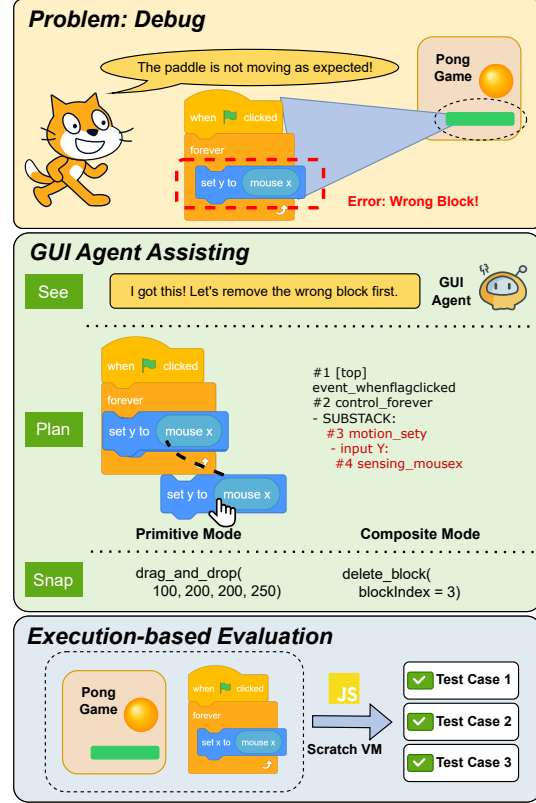 Problem: Debug
The paddle is not moving as expected!
Pong
Game
when clicked
forever
set y to mouse x
Error: Wrong Block!
GUI Agent Assisting
See
I got this! Let's remove the wrong block first.
GUI
Agent
Plan
when clicked
forever
set y to mouse x
set y to mouse x
Primitive Mode
#1 [top]
event_whenflagclicked
#2 control_forever
- SUBSTACK:
#3 motion_sety
- input Y:
#4 sensing_mousex
Composite Mode
Snap
drag_and_drop(
100, 200, 200, 250)
delete_block(
blockIndex = 3)
Execution-based Evaluation
Pong
Game
when clicked
forever
set x to mouse x
JS
Scratch VM
Test Case 1
Test Case 2
Test Case 3